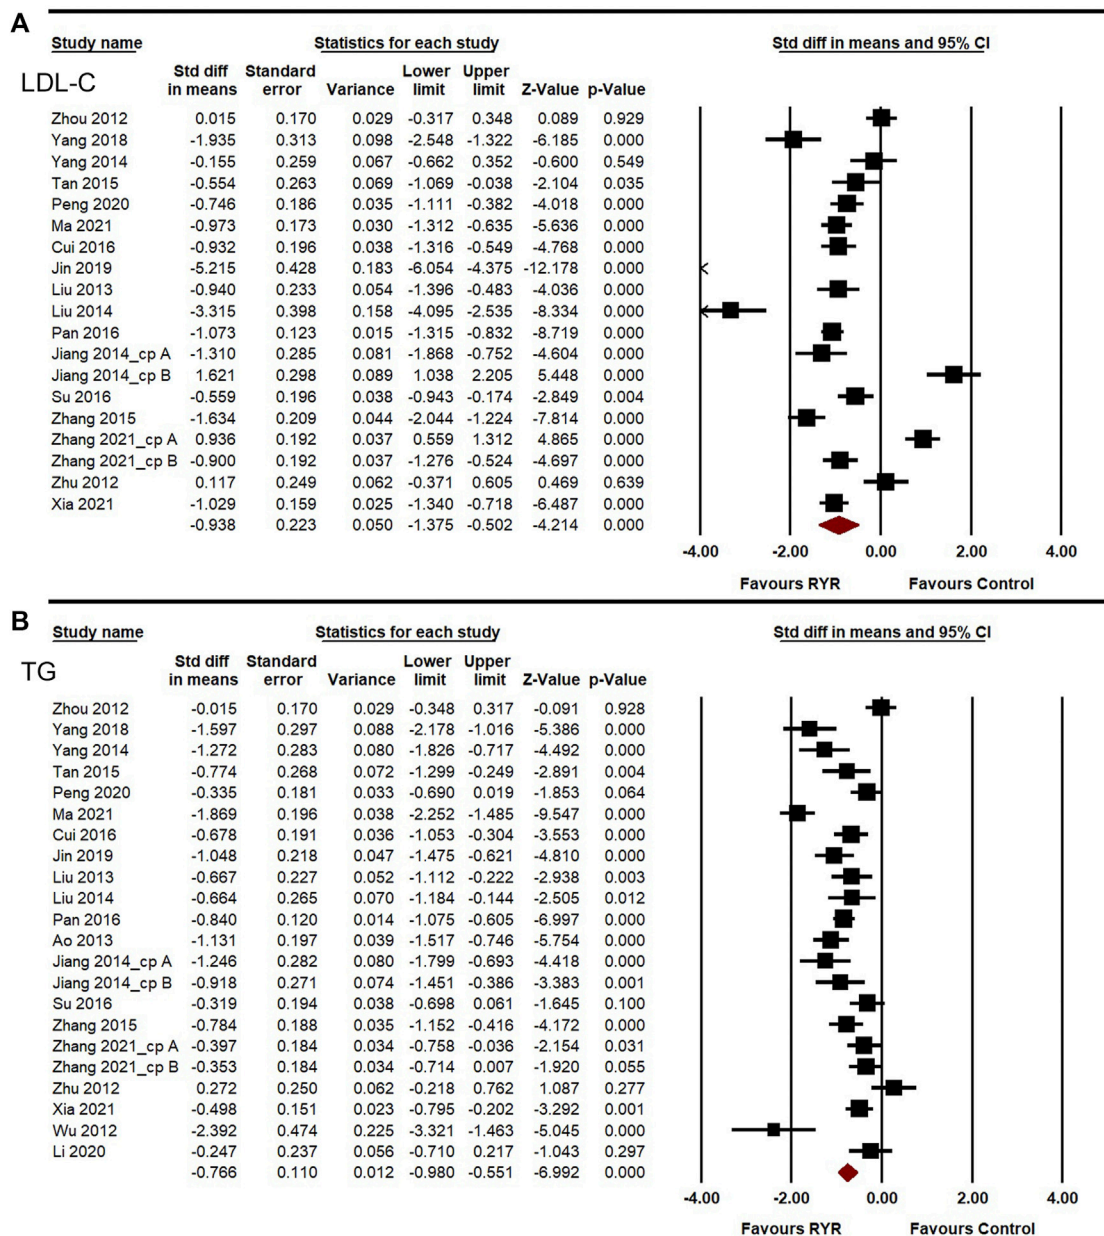 A
Study name Statistics for each study Std diff in means and 95% CI
LDL-C
Std diff Standard Lower Upper
in means error Variance limit limit Z-Value p-Value
Zhou 2012 0.015 0.170 0.029 -0.317 0.348 0.089 0.929
Yang 2018 -1.935 0.313 0.098 -2.548 -1.322 -6.185 0.000
Yang 2014 -0.155 0.259 0.067 -0.662 0.352 -0.600 0.549
Tan 2015 -0.554 0.263 0.069 -1.069 -0.038 -2.104 0.035
Peng 2020 -0.746 0.186 0.035 -1.111 -0.382 -4.018 0.000
Ma 2021 -0.973 0.173 0.030 -1.312 -0.635 -5.636 0.000
Cui 2016 -0.932 0.196 0.038 -1.316 -0.549 -4.768 0.000
Jin 2019 -5.215 0.428 0.183 -6.054 -4.375 -12.178 0.000
Liu 2013 -0.940 0.233 0.054 -1.396 -0.483 -4.036 0.000
Liu 2014 -3.315 0.398 0.158 -4.095 -2.535 -8.334 0.000
Pan 2016 -1.073 0.123 0.015 -1.315 -0.832 -8.719 0.000
Jiang 2014_cp A -1.310 0.285 0.081 -1.868 -0.752 -4.604 0.000
Jiang 2014_cp B 1.621 0.298 0.089 1.038 2.205 5.448 0.000
Su 2016 -0.559 0.196 0.038 -0.943 -0.174 -2.849 0.004
Zhang 2015 -1.634 0.209 0.044 -2.044 -1.224 -7.814 0.000
Zhang 2021_cp A 0.936 0.192 0.037 0.559 1.312 4.865 0.000
Zhang 2021_cp B -0.900 0.192 0.037 -1.276 -0.524 -4.697 0.000
Zhu 2012 0.117 0.249 0.062 -0.371 0.605 0.469 0.639
Xia 2021 -1.029 0.159 0.025 -1.340 -0.718 -6.487 0.000
-0.938 0.223 0.050 -1.375 -0.502 -4.214 0.000
-4.00 -2.00 0.00 2.00 4.00
Favours RYR Favours Control
B
Study name Statistics for each study Std diff in means and 95% CI
TG
Std diff Standard Lower Upper
in means error Variance limit limit Z-Value p-Value
Zhou 2012 -0.015 0.170 0.029 -0.348 0.317 -0.091 0.928
Yang 2018 -1.597 0.297 0.088 -2.178 -1.016 -5.386 0.000
Yang 2014 -1.272 0.283 0.080 -1.826 -0.717 -4.492 0.000
Tan 2015 -0.774 0.268 0.072 -1.299 -0.249 -2.891 0.004
Peng 2020 -0.335 0.181 0.033 -0.690 0.019 -1.853 0.064
Ma 2021 -1.869 0.196 0.038 -2.252 -1.485 -9.547 0.000
Cui 2016 -0.678 0.191 0.036 -1.053 -0.304 -3.553 0.000
Jin 2019 -1.048 0.218 0.047 -1.475 -0.621 -4.810 0.000
Liu 2013 -0.667 0.227 0.052 -1.112 -0.222 -2.938 0.003
Liu 2014 -0.664 0.265 0.070 -1.184 -0.144 -2.505 0.012
Pan 2016 -0.840 0.120 0.014 -1.075 -0.605 -6.997 0.000
Ao 2013 -1.131 0.197 0.039 -1.517 -0.746 -5.754 0.000
Jiang 2014_cp A -1.246 0.282 0.080 -1.799 -0.693 -4.418 0.000
Jiang 2014_cp B -0.918 0.271 0.074 -1.451 -0.386 -3.383 0.001
Su 2016 -0.319 0.194 0.038 -0.698 0.061 -1.645 0.100
Zhang 2015 -0.784 0.188 0.035 -1.152 -0.416 -4.172 0.000
Zhang 2021_cp A -0.397 0.184 0.034 -0.758 -0.036 -2.154 0.031
Zhang 2021_cp B -0.353 0.184 0.034 -0.714 0.007 -1.920 0.055
Zhu 2012 0.272 0.250 0.062 -0.218 0.762 1.087 0.277
Xia 2021 -0.498 0.151 0.023 -0.795 -0.202 -3.292 0.001
Wu 2012 -2.392 0.474 0.225 -3.321 -1.463 -5.045 0.000
Li 2020 -0.247 0.237 0.056 -0.710 0.217 -1.043 0.297
-0.766 0.110 0.012 -0.980 -0.551 -6.992 0.000
-4.00 -2.00 0.00 2.00 4.00
Favours RYR Favours Control